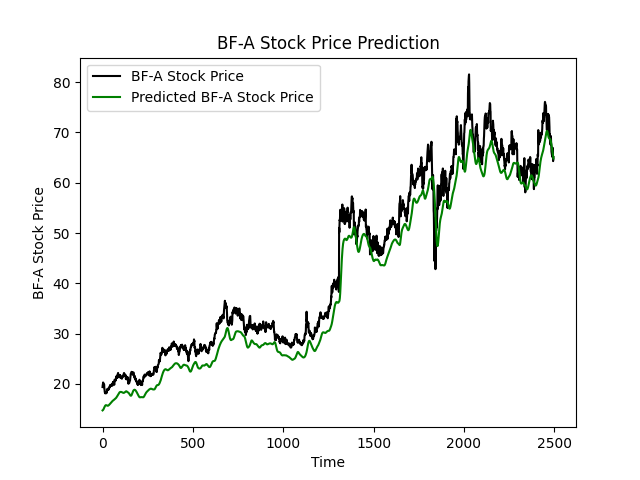 BF-A Stock Price Prediction
BF-A Stock Price
Predicted BF-A Stock Price
BF-A Stock Price
80
70
60
50
40
30
20
0 500 1000 1500 2000 2500
Time